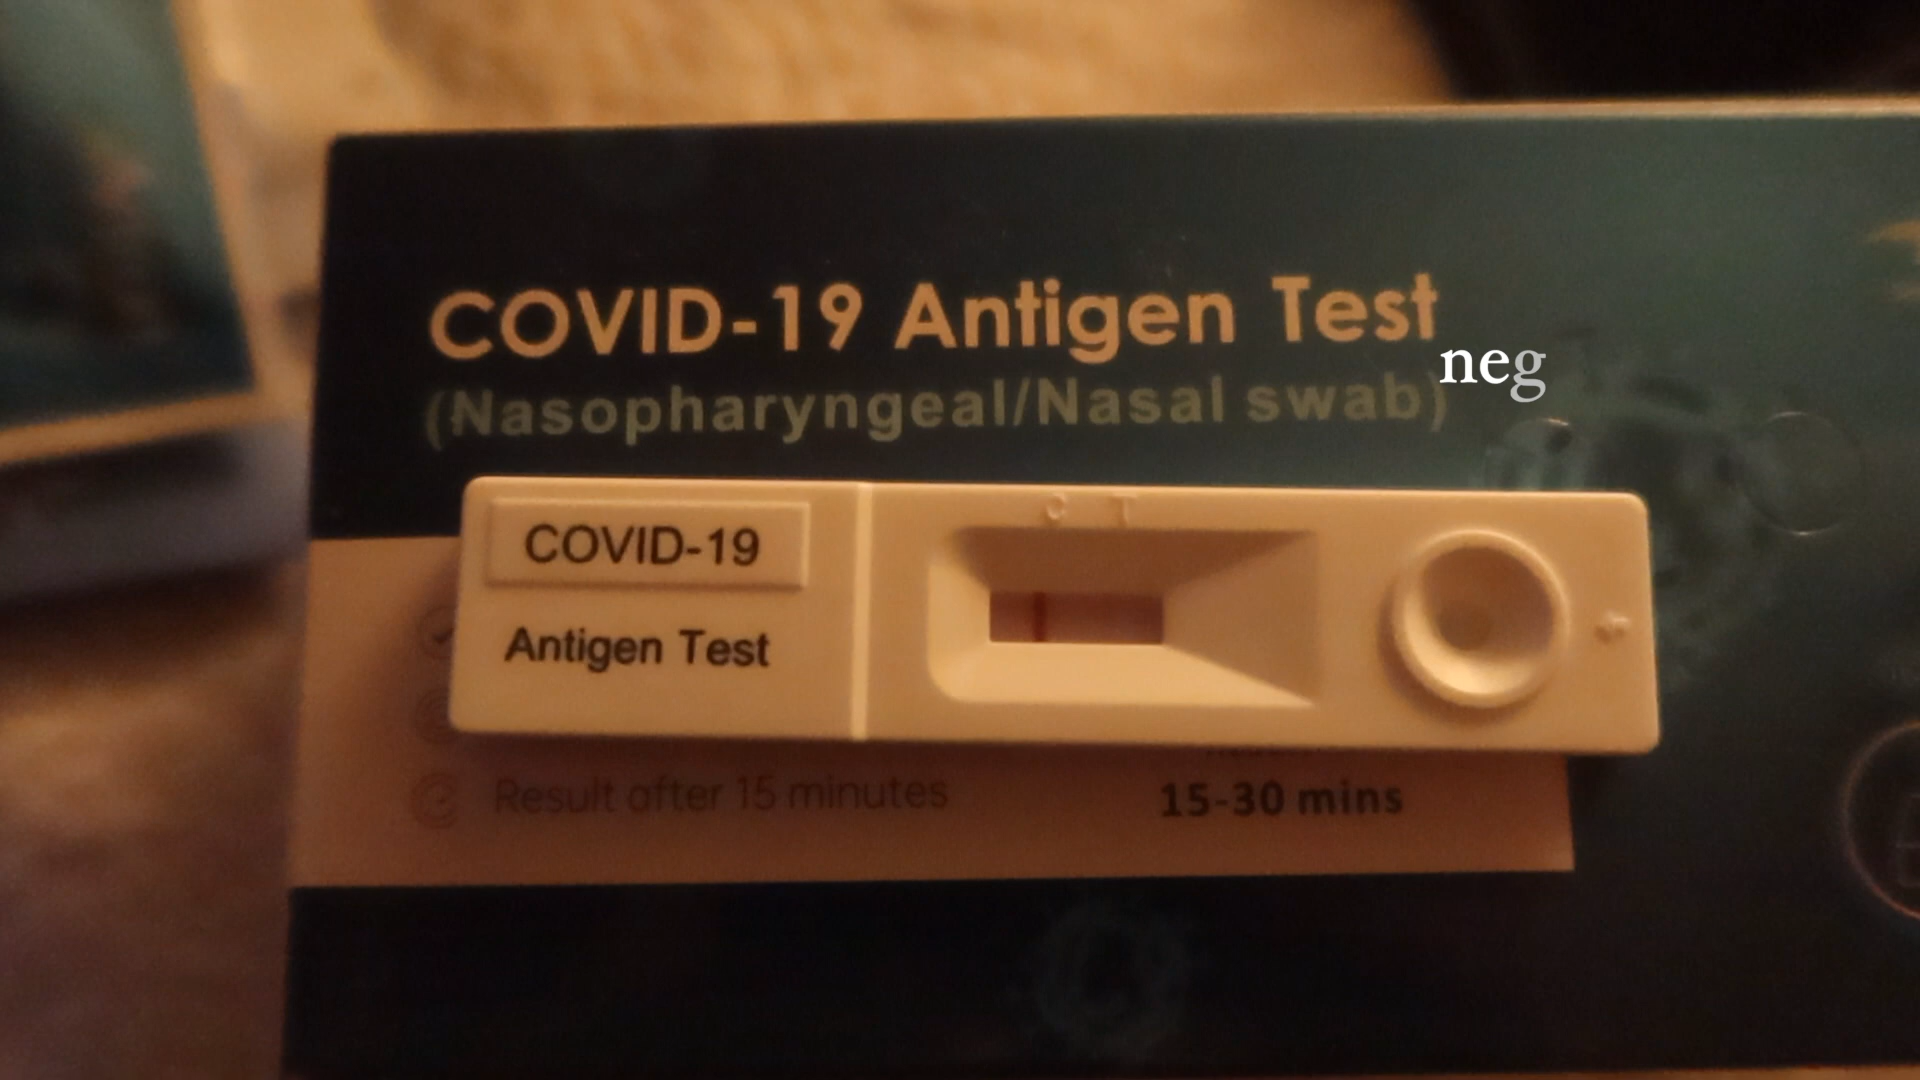 COVID-19 Antigen Test
neg
(Nasopharyngeal/Nasal swab)
C T
COVID-19
Antigen Test
S
Result after 15 minutes
15-30 mins